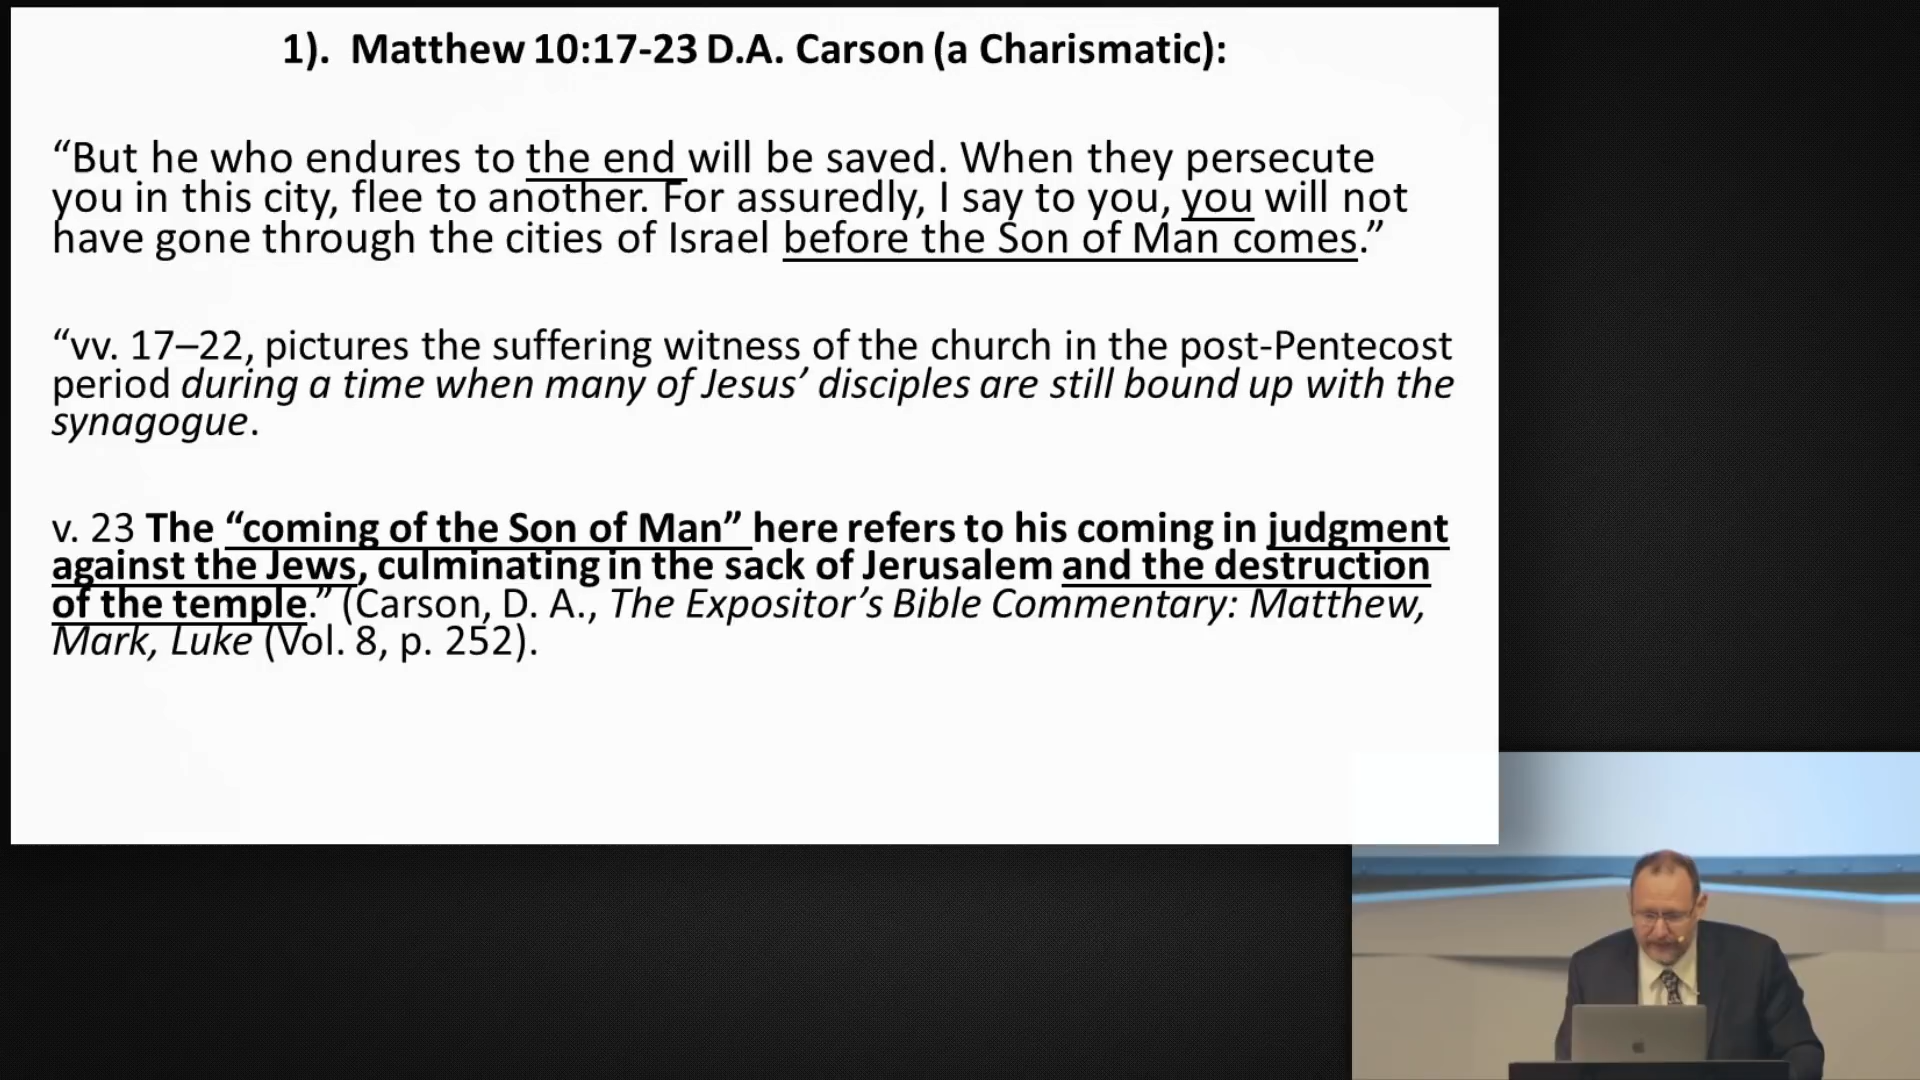 1).  Matthew 10:17-23 D.A. Carson (a Charismatic):
“But he who endures to the end will be saved. When they persecute
you in this city, flee to another. For assuredly, I say to you, you will not
have gone through the cities of Israel before the Son of Man comes.”
“vv. 17–22, pictures the suffering witness of the church in the post-Pentecost
period during a time when many of Jesus’ disciples are still bound up with the
synagogue.
v. 23 The “coming of the Son of Man” here refers to his coming in judgment
against the Jews, culminating in the sack of Jerusalem and the destruction
of the temple.” (Carson, D. A., The Expositor’s Bible Commentary: Matthew,
Mark, Luke (Vol. 8, p. 252).